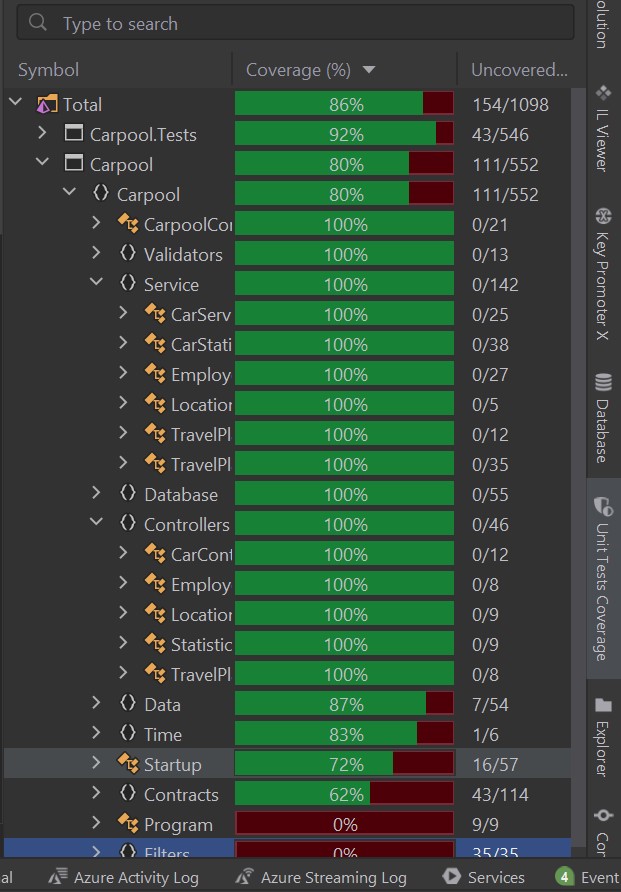 Type to search
Symbol Coverage (%) Uncovered...
Total 86% 154/1098
Carpool.Tests 92% 43/546
Carpool 80% 111/552
Carpool 80% 111/552
CarpoolCo 100% 0/21
Validators 100% 0/13
Service 100% 0/142
CarServ 100% 0/25
CarStati 100% 0/38
Employ 100% 0/27
Location 100% 0/5
TravelPl 100% 0/12
TravelPl 100% 0/35
Database 100% 0/55
Controllers 100% 0/46
CarCont 100% 0/12
Employ 100% 0/8
Location 100% 0/9
Statistic 100% 0/9
TravelPl 100% 0/8
Data 87% 7/54
Time 83% 1/6
Startup 72% 16/57
Contracts 62% 43/114
Program 0% 9/9
Filters 0% 35/35
olution
IL Viewer
Key Promoter X
Database
Unit Tests Coverage
Explorer
Co
al Azure Activity Log Azure Streaming Log Services 4 Event